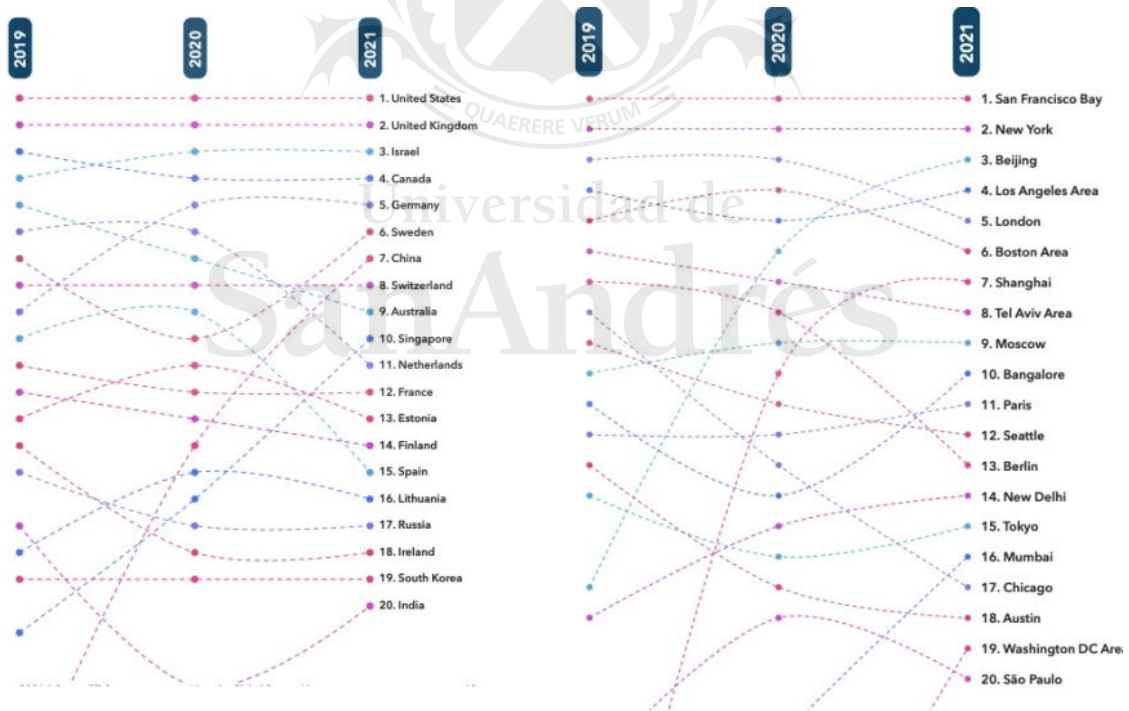 2019
2020
2021
1. United States
2. United Kingdom
3. Israel
4. Canada
5. Germany
6. Sweden
7. China
8. Switzerland
9. Australia
10. Singapore
11. Netherlands
12. France
13. Estonia
14. Finland
15. Spain
16. Lithuania
17. Russia
18. Ireland
19. South Korea
20. India
2019
2020
2021
1. San Francisco Bay
2. New York
3. Beijing
4. Los Angeles Area
5. London
6. Boston Area
7. Shanghai
8. Tel Aviv Area
9. Moscow
10. Bangalore
11. Paris
12. Seattle
13. Berlin
14. New Delhi
15. Tokyo
16. Mumbai
17. Chicago
18. Austin
19. Washington DC Area
20. São Paulo
QUAERERE VERUM
Universidad de
SanAndrés